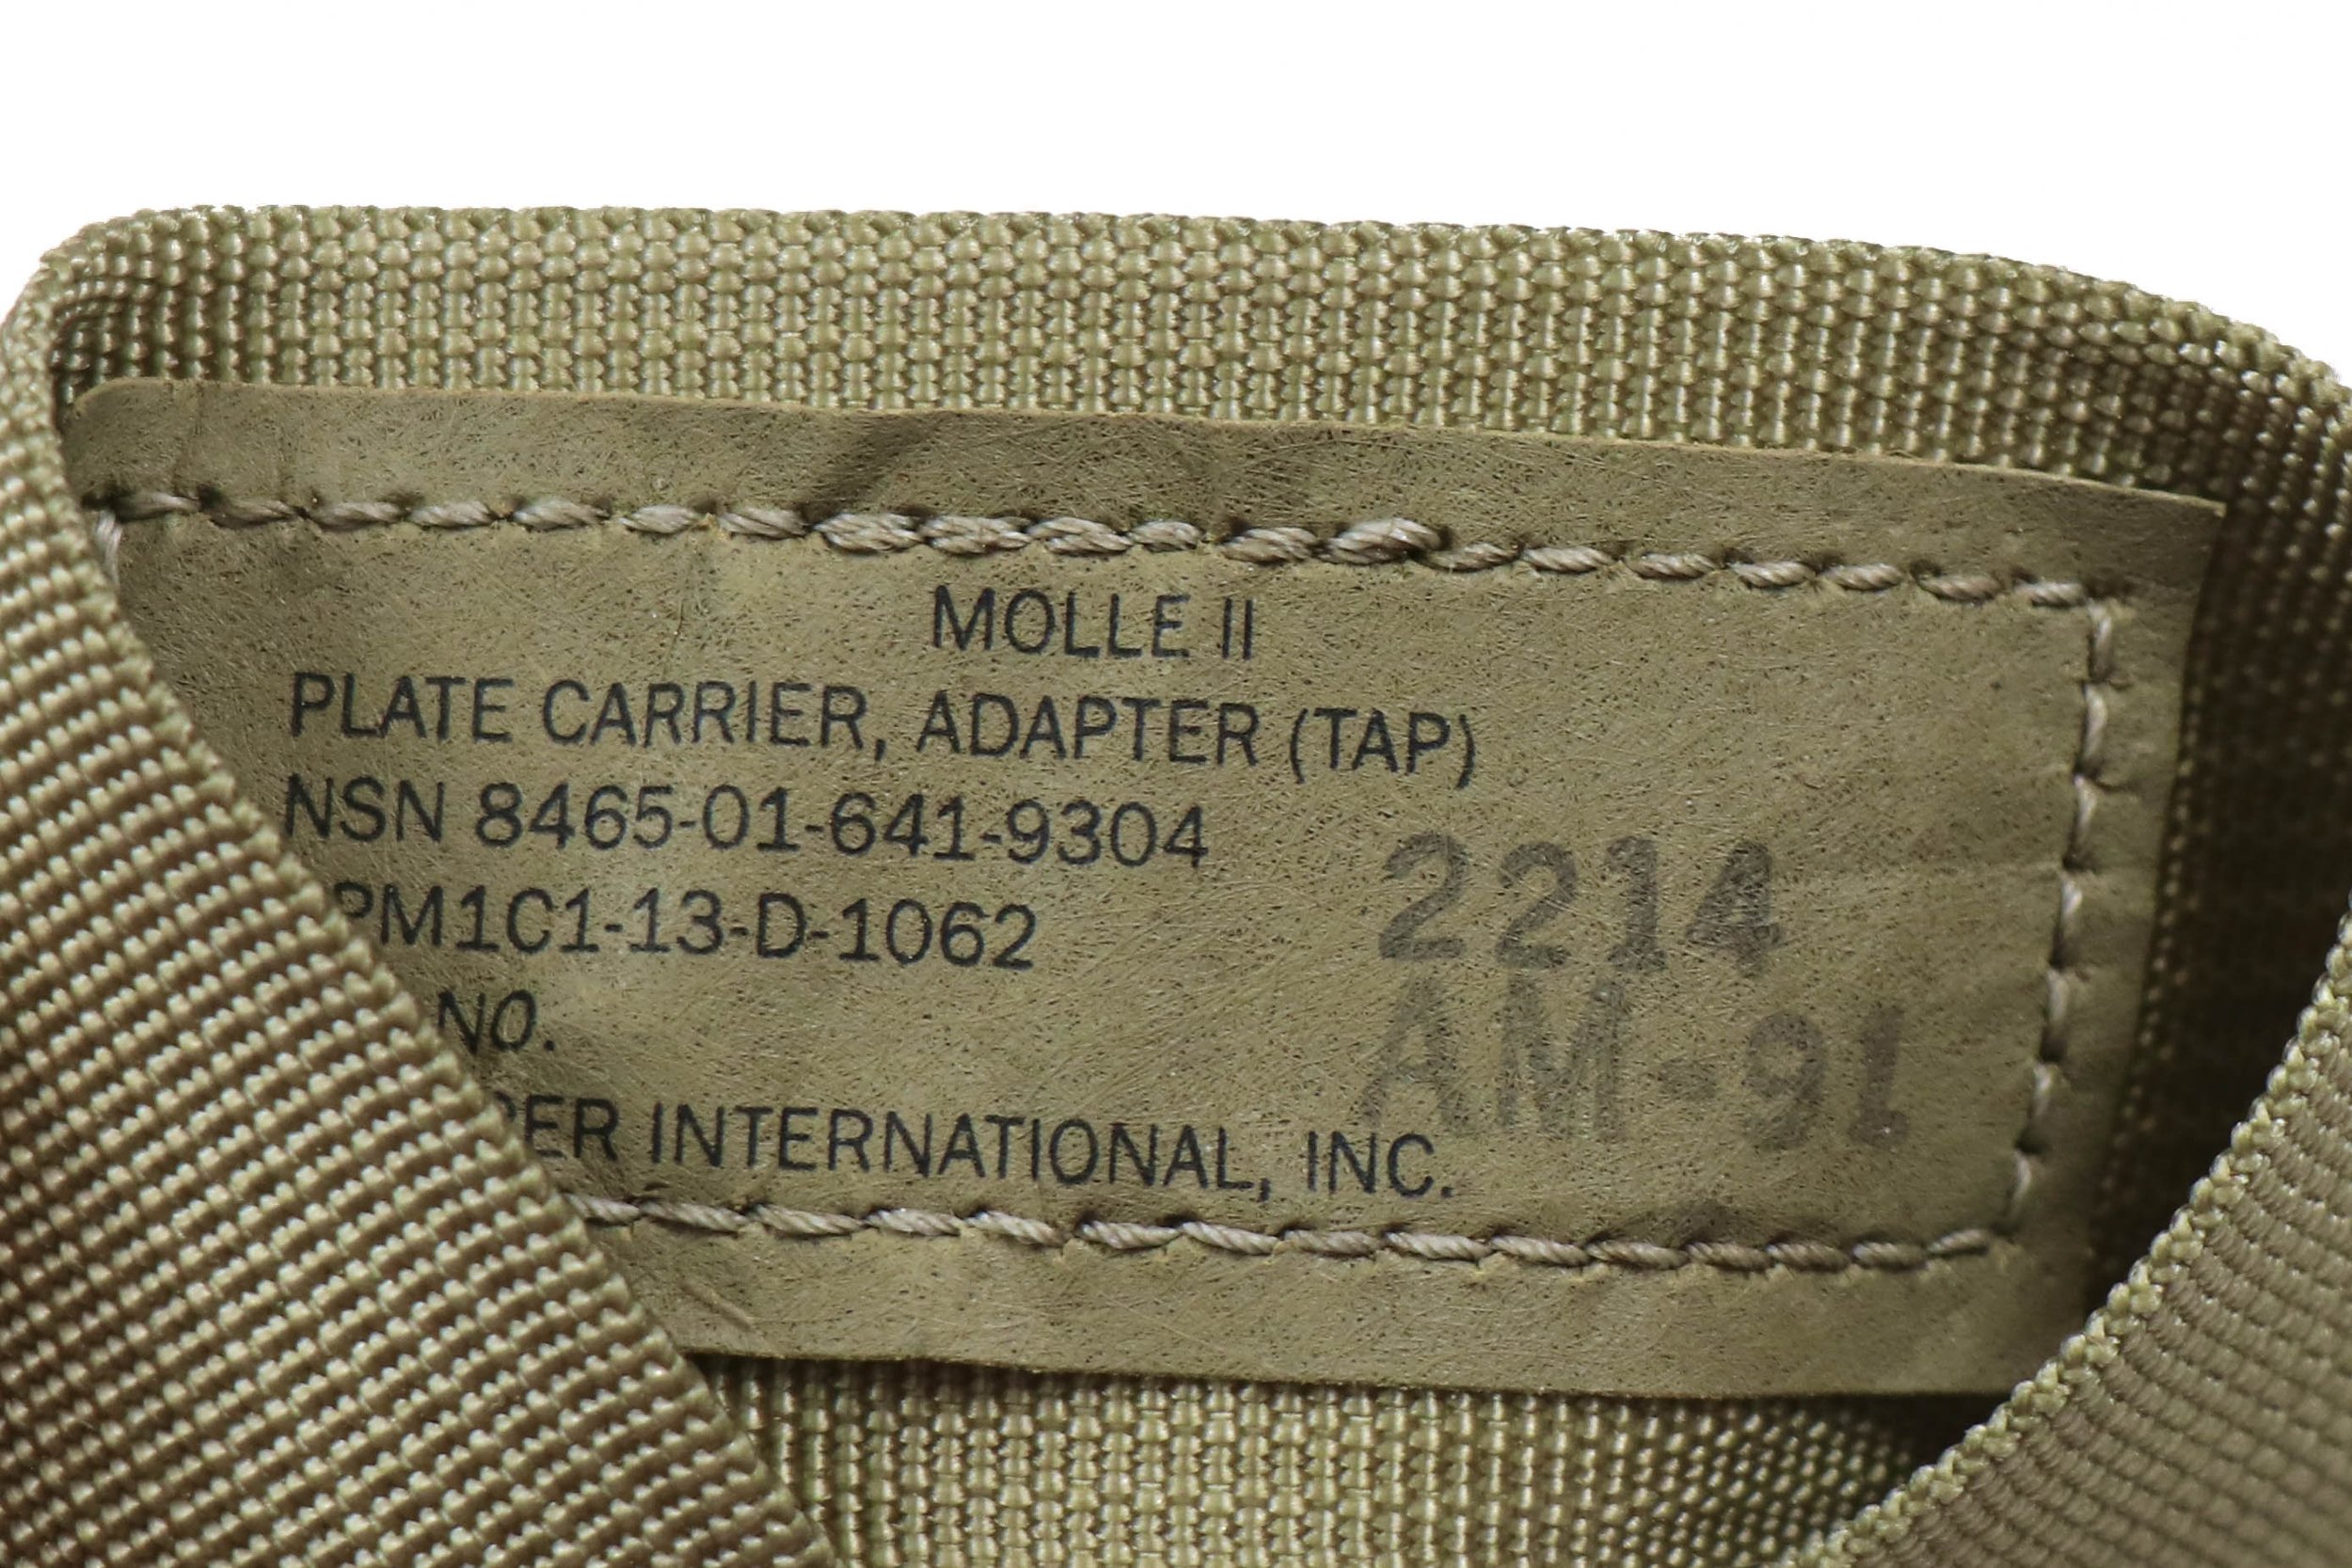 MOLLE II
PLATE CARRIER, ADAPTER (TAP)
NSN 8465-01-641-9304
PM1C1-13-D-1062
NO.
INTERNATIONAL, INC.
2214
AM-91